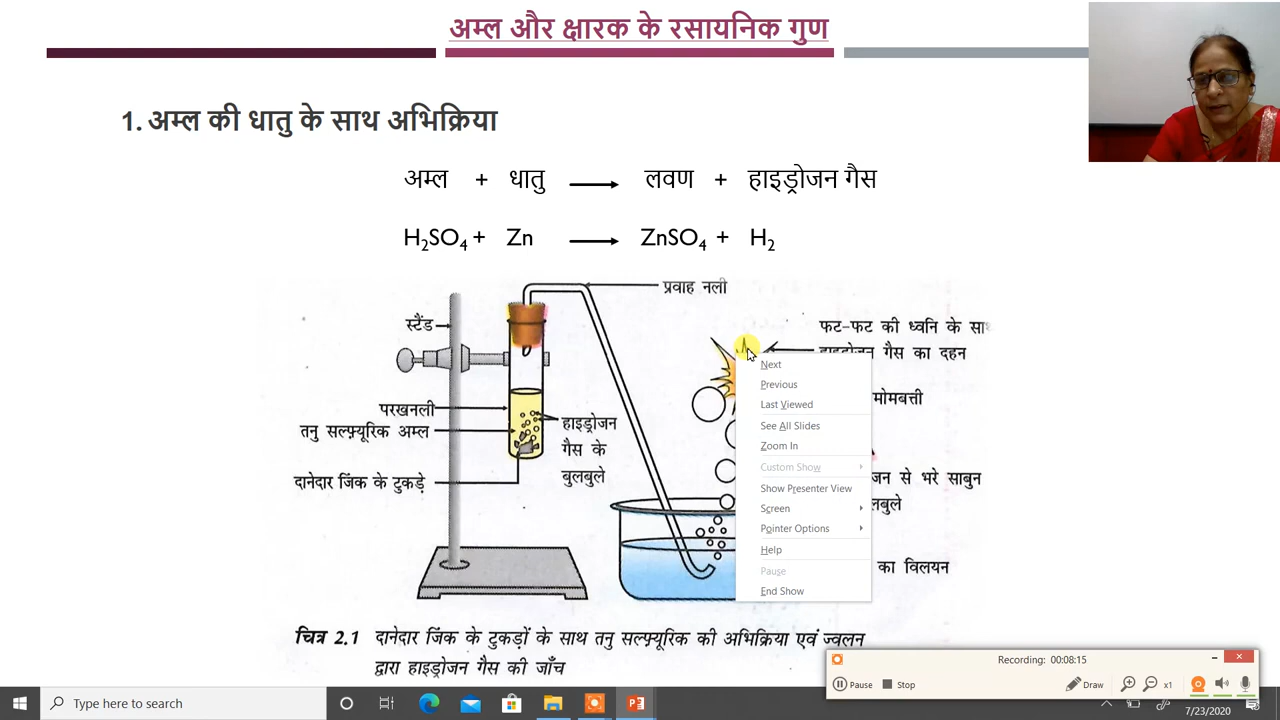 अम्ल और क्षारक के रसायनिक गुण
1. अम्ल की धातु के साथ अभिक्रिया
अम्ल + धातु ⟶ लवण + हाइड्रोजन गैस
H₂SO₄ + Zn ⟶ ZnSO₄ + H₂
प्रवाह नली
स्टैंड
फट-फट की ध्वनि के साथ
हाइड्रोजन गैस का दहन
Next
Previous
मोमबत्ती
Last Viewed
परखनली
हाइड्रोजन
गैस के
बुलबुले
See All Slides
तनु सल्फ़्यूरिक अम्ल
Zoom In
Custom Show
दानेदार जिंक के टुकड़े
जन से भरे साबुन
लबुले
Show Presenter View
Screen
Pointer Options
Help
का विलयन
Pause
End Show
चित्र 2.1 दानेदार जिंक के टुकड़ों के साथ तनु सल्फ़्यूरिक की अभिक्रिया एवं ज्वलन
द्वारा हाइड्रोजन गैस की जाँच
Recording: 00:08:15
Pause Stop Draw x1
Type here to search
7/23/2020